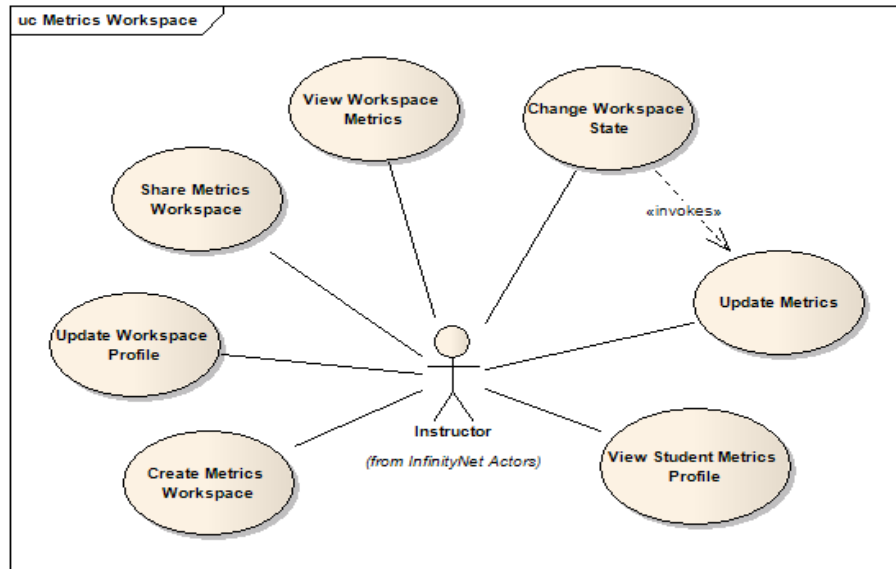 uc Metrics Workspace
View Workspace
Metrics
Change Workspace
State
Share Metrics
Workspace
«invokes»
Update Metrics
Update Workspace
Profile
Instructor
(from InfinityNet Actors)
Create Metrics
Workspace
View Student Metrics
Profile